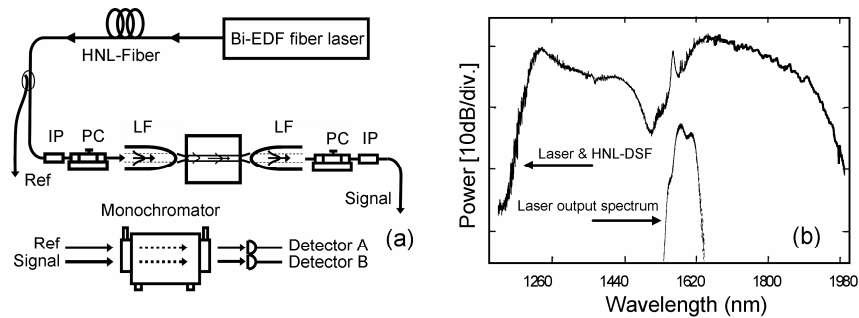 HNL-Fiber
Bi-EDF fiber laser
IP PC LF LF PC IP
Ref
Signal
Monochromator
(a)
Ref
Signal
Detector A
Detector B
Power [10dB/div.]
Laser & HNL-DSF
Laser output spectrum
(b)
1260 1440 1620 1800 1980
Wavelength (nm)